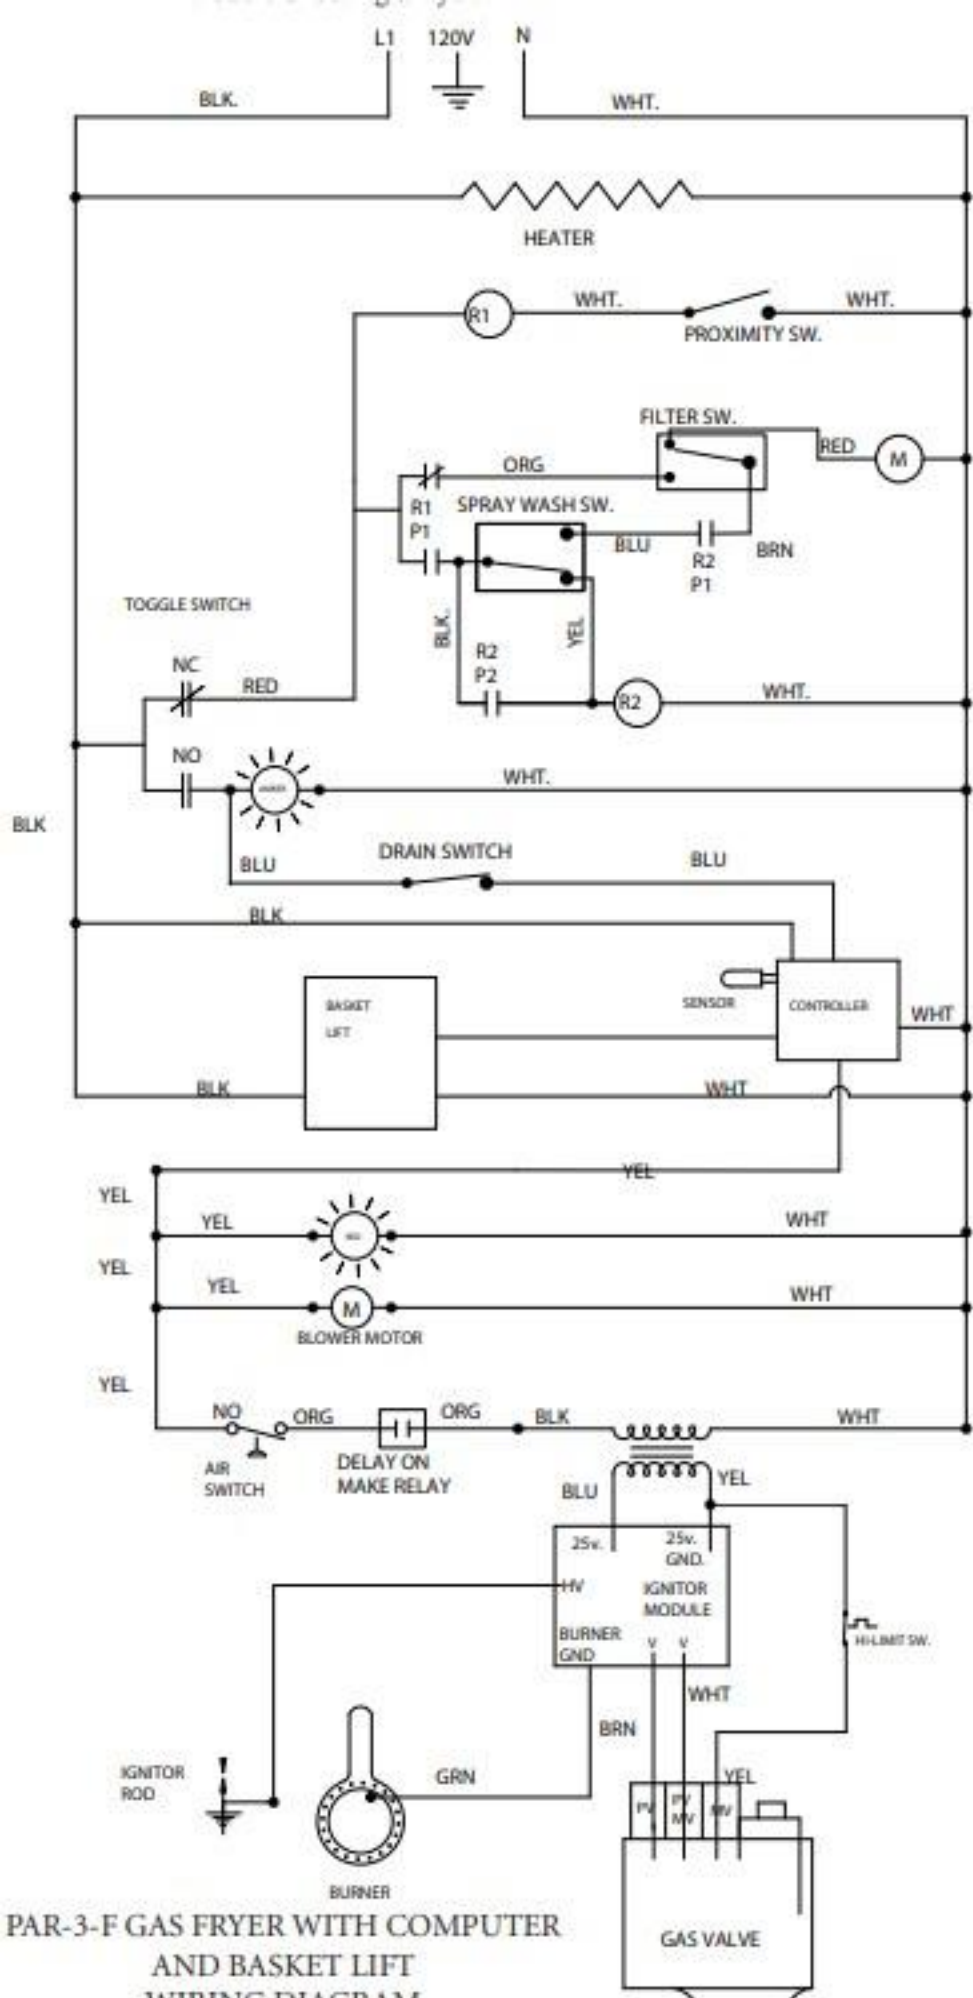 L1 120V N
BLK. WHT.
HEATER
R1 WHT. WHT.
PROXIMITY SW.
FILTER SW.
RED M
ORG
R1 SPRAY WASH SW.
P1
BLU R2 BRN
P1
TOGGLE SWITCH
BLK. YEL
R2
P2
NC RED
R2 WHT.
NO
WHT.
BLK
BLU DRAIN SWITCH BLU
BLK
SENSOR CONTROLLER WHT
BASKET
LIFT
BLK WHT
YEL
YEL
YEL WHT
YEL
YEL M WHT
BLOWER MOTOR
YEL
NO ORG ORG BLK WHT
AIR
SWITCH
DELAY ON
MAKE RELAY
BLU YEL
25v. 25v.
GND.
HV IGNITOR
MODULE
BURNER
GND V V
HI-LIMIT SW.
WHT
BRN
IGNITOR
ROD
GRN
YEL
PV PV
MV MV
BURNER
GAS VALVE
PAR-3-F GAS FRYER WITH COMPUTER
AND BASKET LIFT
WIRING DIAGRAM